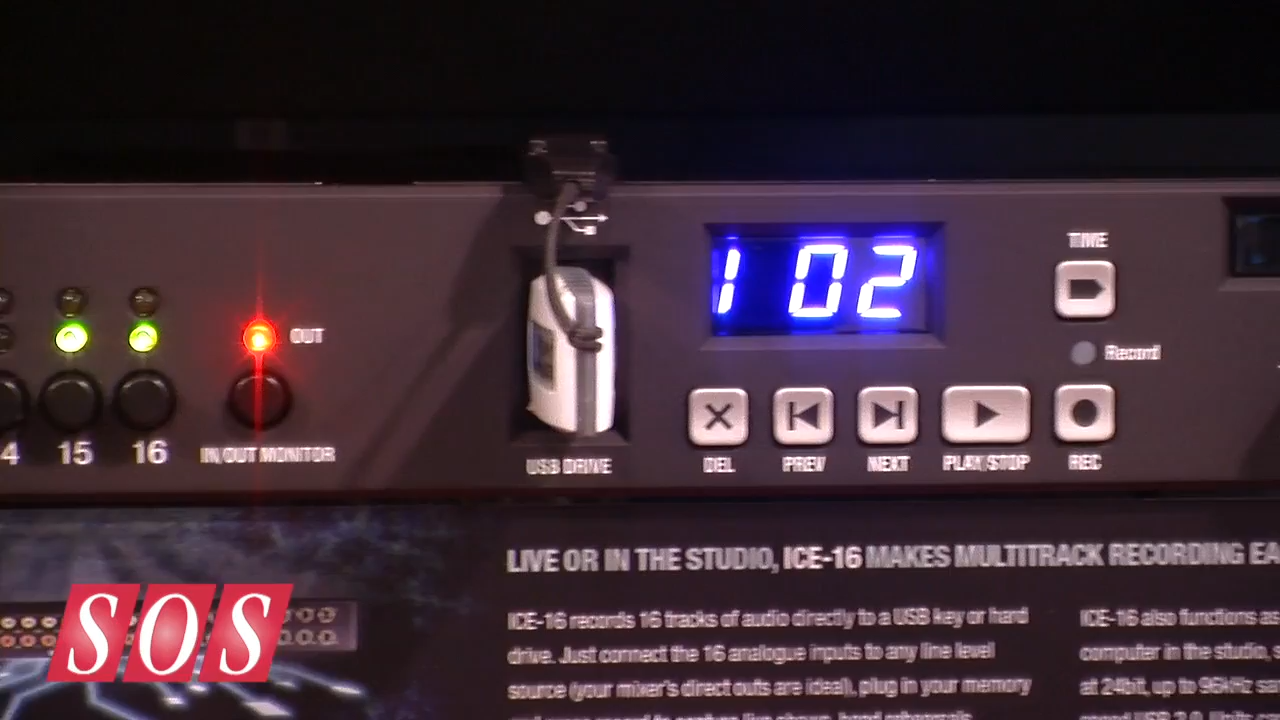 TIME
1 02
OUT
Record
4 15 16
IN/OUT MONITOR
USB DRIVE
DEL
PREV
NEXT
PLAY/STOP
REC
LIVE OR IN THE STUDIO, ICE-16 MAKES MULTITRACK RECORDING EA
ICE-16 records 16 tracks of audio directly to a USB key or hard
drive. Just connect the 16 analogue inputs to any line level
source (your mixer's direct outs are ideal), plug in your memory
ICE-16 also functions as
computer in the studio, s
at 24bit, up to 96kHz sa
SOS